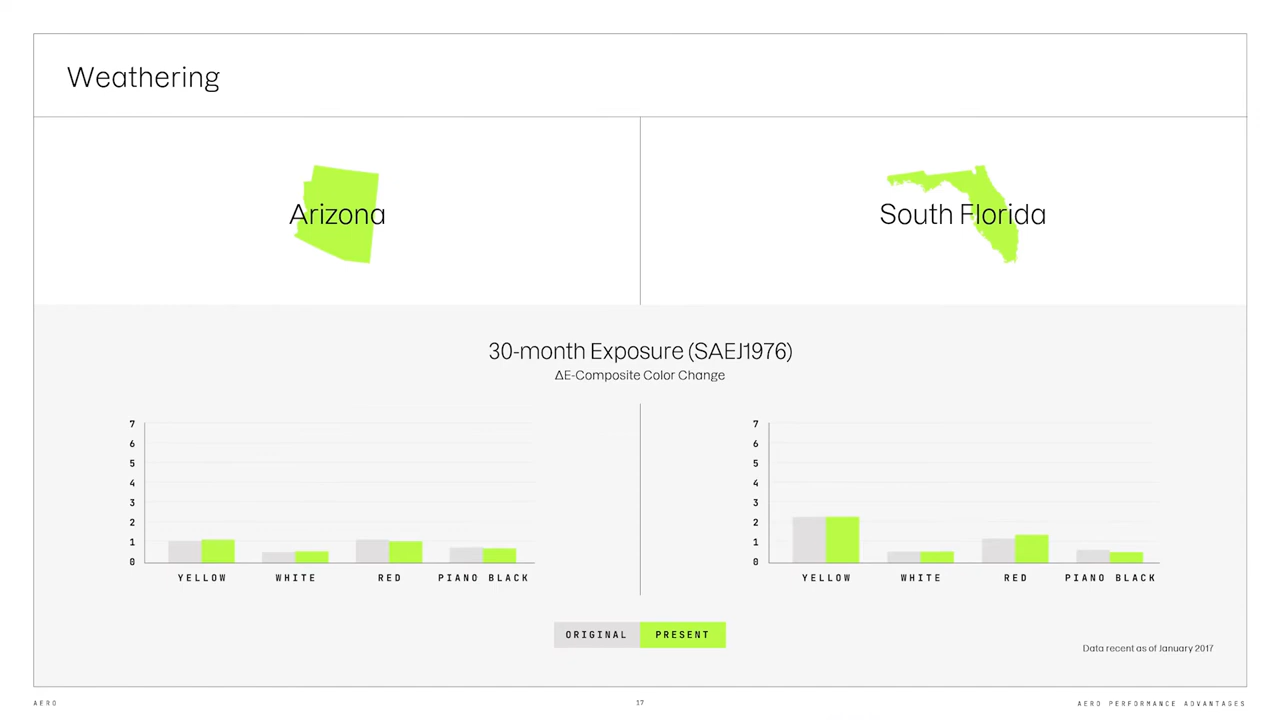 Weathering
Arizona
South Florida
30-month Exposure (SAEJ1976)
ΔE-Composite Color Change
7
6
5
4
3
2
1
0
YELLOW WHITE RED PIANO BLACK
7
6
5
4
3
2
1
0
YELLOW WHITE RED PIANO BLACK
ORIGINAL PRESENT
Data recent as of January 2017
AERO 17 AERO PERFORMANCE ADVANTAGES